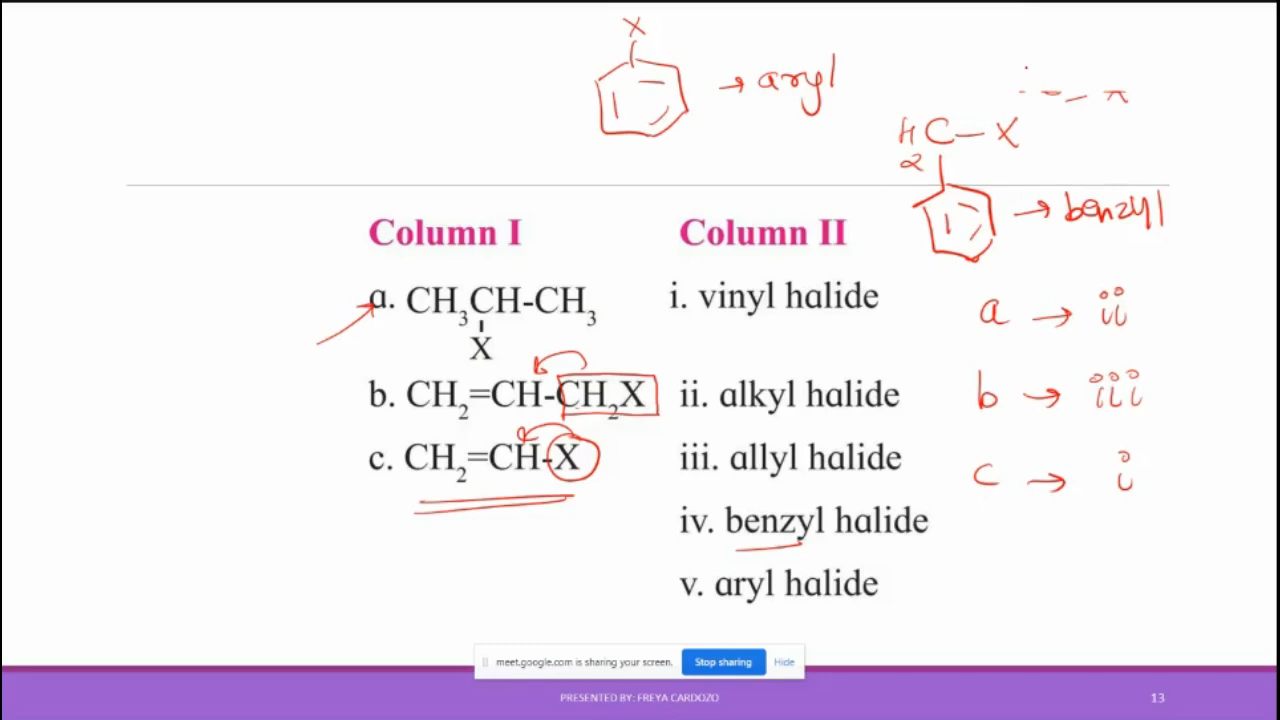 X
→ aryl
H2C-X
→ benzyl
Column I Column II
a. CH3CH-CH3 i. vinyl halide a → ii
X
b. CH2=CH-CH2X ii. alkyl halide b → iii
c. CH2=CH-X iii. allyl halide c → i
iv. benzyl halide
v. aryl halide
meet.google.com is sharing your screen. Stop sharing Hide
PRESENTED BY: FREYA CARDOZO 13